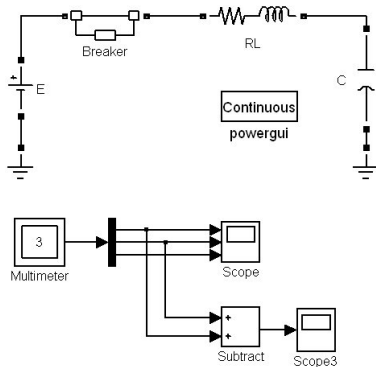 Breaker
RL
E
C
Continuous
powergui
3
Multimeter
Scope
+
+
Subtract
Scope3